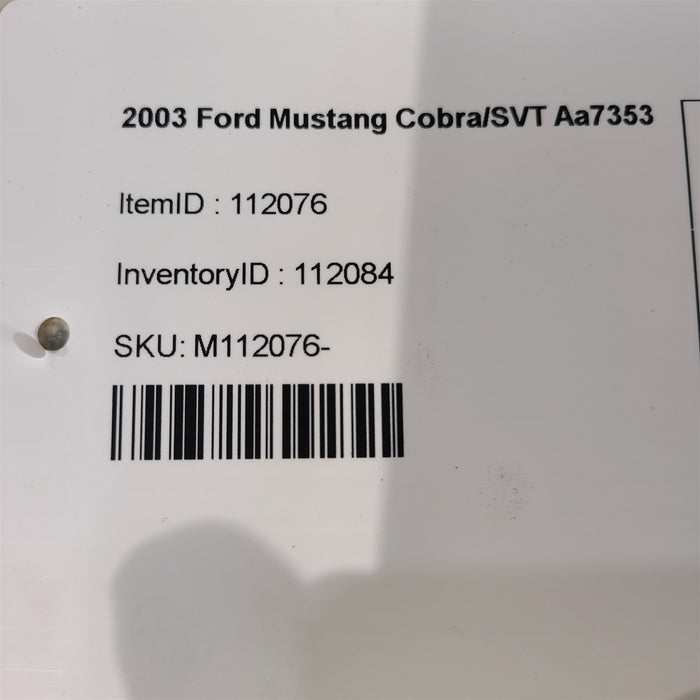 2003 Ford Mustang Cobra/SVT Aa7353
ItemID : 112076
InventoryID : 112084
SKU: M112076-